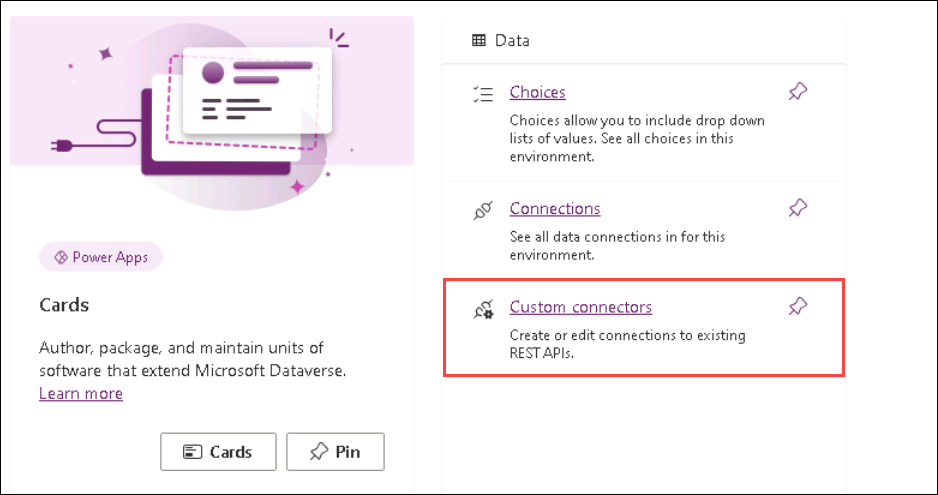 Power Apps
Cards
Author, package, and maintain units of
software that extend Microsoft Dataverse.
Learn more
Cards
Pin
Data
Choices
Choices allow you to include drop down
lists of values. See all choices in this
environment.
Connections
See all data connections in for this
environment.
Custom connectors
Create or edit connections to existing
REST APIs.